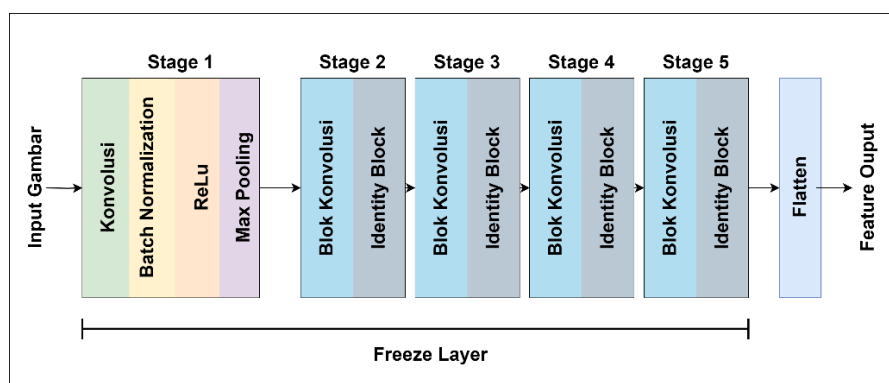 Stage 1
Stage 2
Stage 3
Stage 4
Stage 5
Input Gambar
Konvolusi
Batch Normalization
ReLu
Max Pooling
Blok Konvolusi
Identity Block
Blok Konvolusi
Identity Block
Blok Konvolusi
Identity Block
Blok Konvolusi
Identity Block
Flatten
Feature Ouput
Freeze Layer